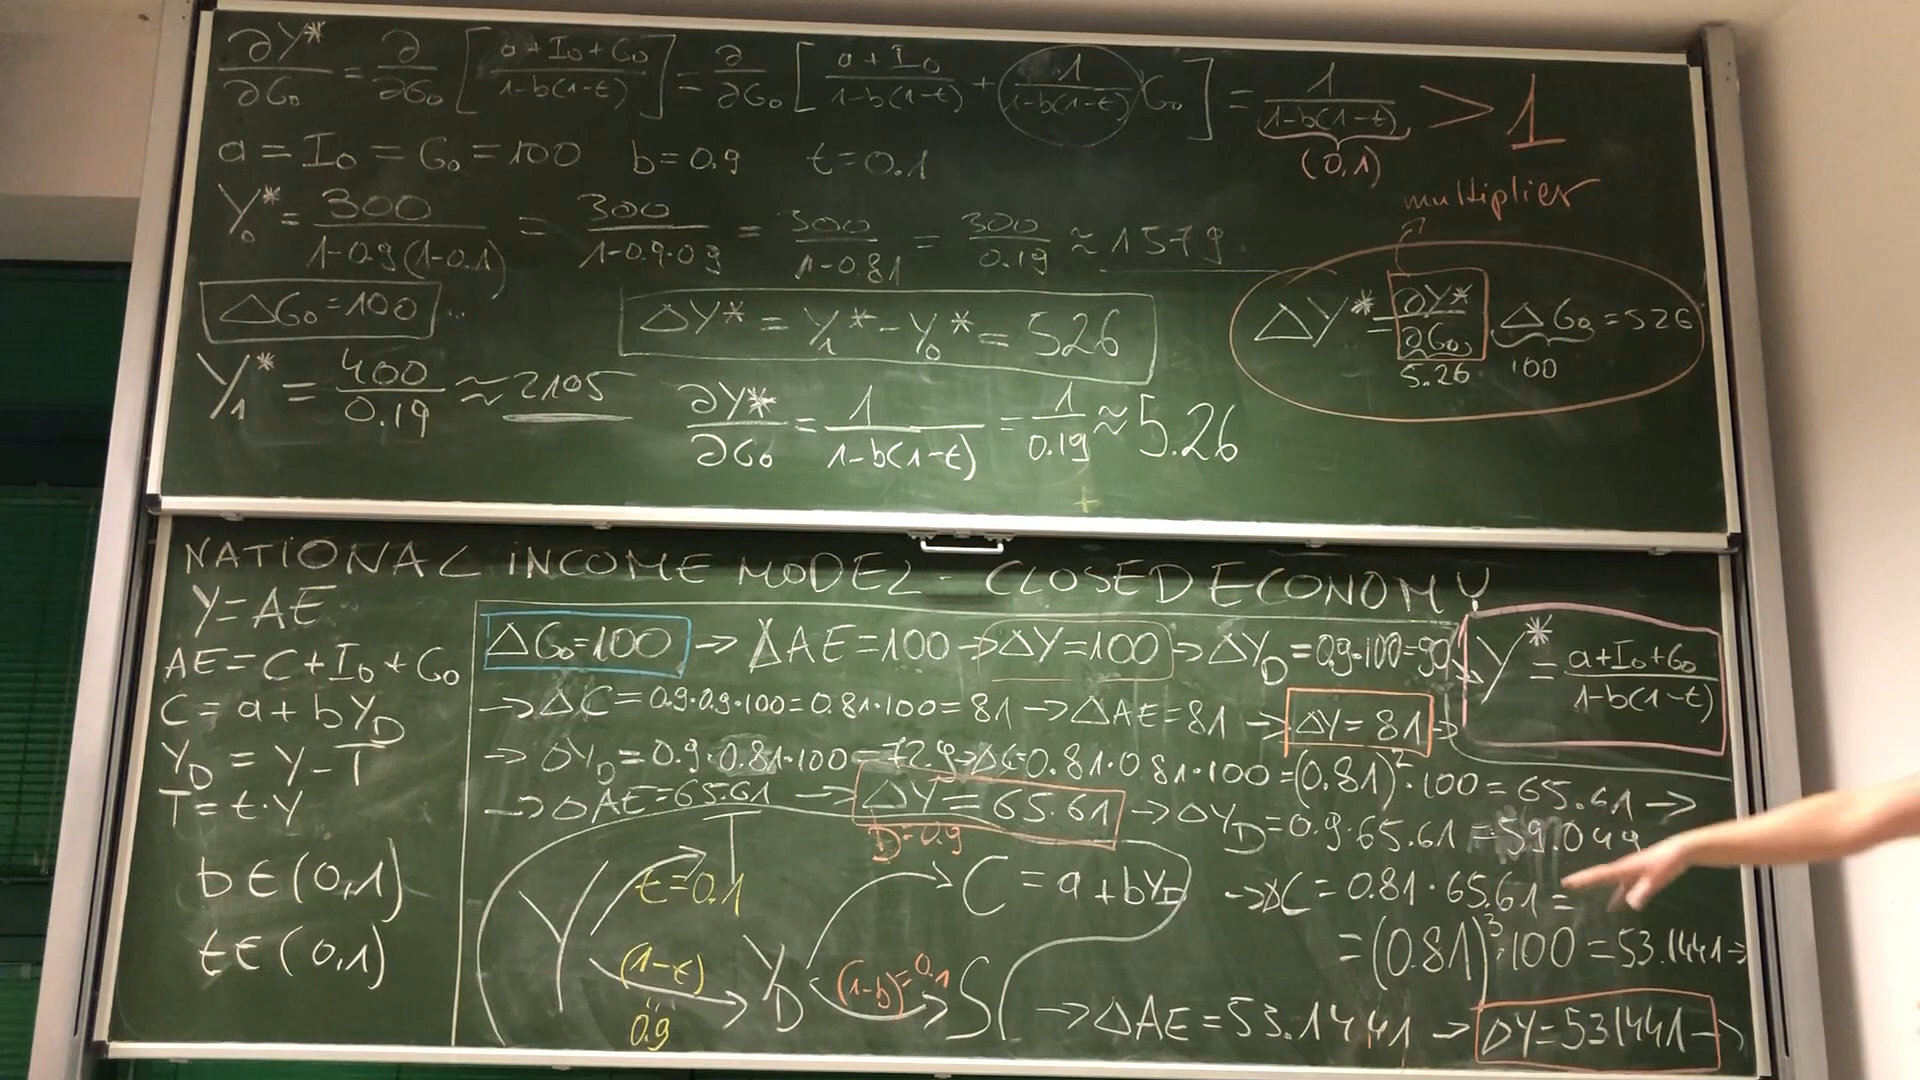 ∂Y*/∂G₀ = ∂/∂G₀ [ (a+I₀+G₀)/(1-b(1-t)) ] = ∂/∂G₀ [ (a+I₀)/(1-b(1-t)) + 1/(1-b(1-t)) G₀ ] = 1/(1-b(1-t)) > 1
(0,1)
a = I₀ = G₀ = 100 b=0.9 t=0.1
multiplier
Y₀* = 300/(1-0.9(1-0.1)) = 300/(1-0.9·0.9) = 300/(1-0.81) = 300/0.19 ≈ 1579.
ΔG₀=100 ...
ΔY* = Y₁* - Y₀* = 526
ΔY* = ∂Y*/∂G₀ · ΔG₀ = 526
5.26 100
Y₁* = 400/0.19 ≈ 2105
∂Y*/∂G₀ = 1/(1-b(1-t)) = 1/0.19 ≈ 5.26
+
NATIONAL INCOME MODEL - CLOSED ECONOMY
Y=AE
AE=C+I₀+G₀
C=a+bY_D
Y_D=Y-T
T=t·Y
b∈(0,1)
t∈(0,1)
ΔG₀=100 → ΔAE=100 → ΔY=100 → ΔY_D=0.9·100=90 →
Y* = (a+I₀+G₀)/(1-b(1-t))
→ ΔC=0.9·0.9·100=0.81·100=81 → ΔAE=81 → ΔY=81 →
→ ΔY_D=0.9·0.81·100=72.9 → ΔC=0.81·0.81·100=(0.81)²·100=65.61 →
→ ΔAE=65.61 → ΔY=65.61 → ΔY_D=0.9·65.61=59.049
→ ΔC=0.81·65.61=
=(0.81)³·100=53.1441 →
→ ΔAE=53.1441 → ΔY=53.1441 →
b=0.9
T
t=0.1
C=a+bY_D
Y
(1-t)
"
0.9
Y_D
(1-b)=0.1
S